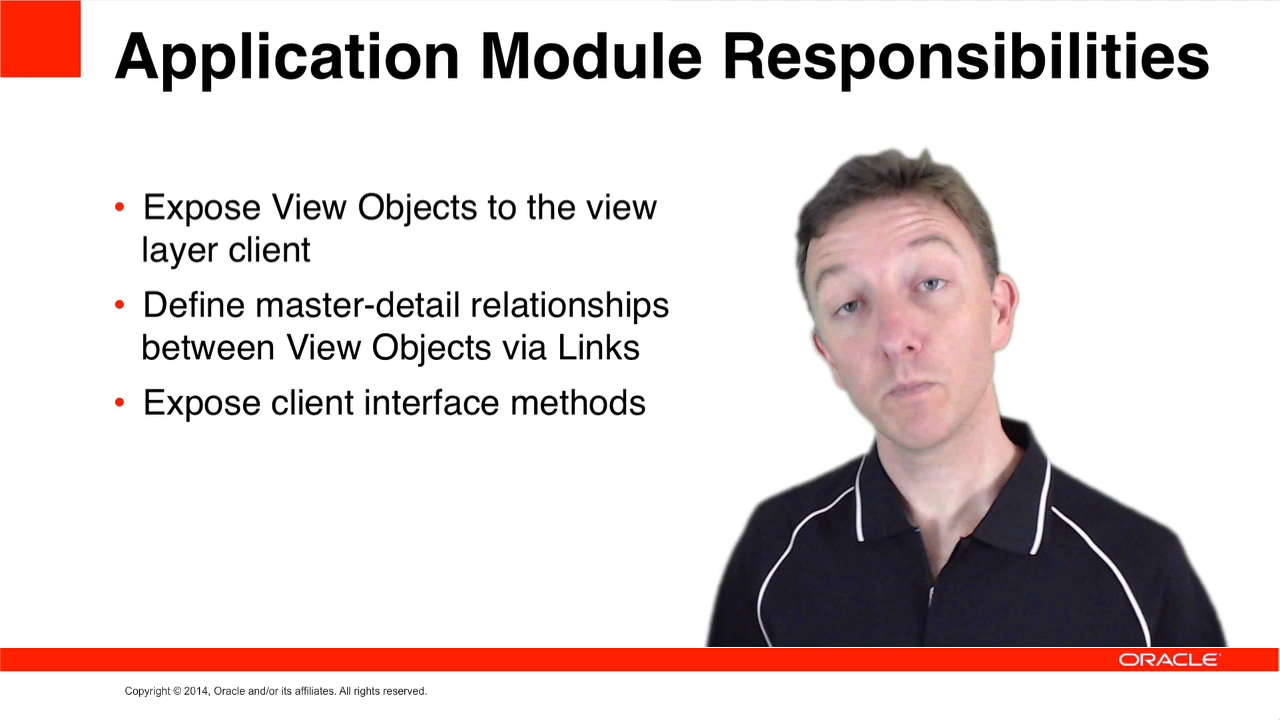 Application Module Responsibilities
• Expose View Objects to the view
layer client
• Define master-detail relationships
between View Objects via Links
• Expose client interface methods
ORACLE
Copyright © 2014, Oracle and/or its affiliates. All rights reserved.